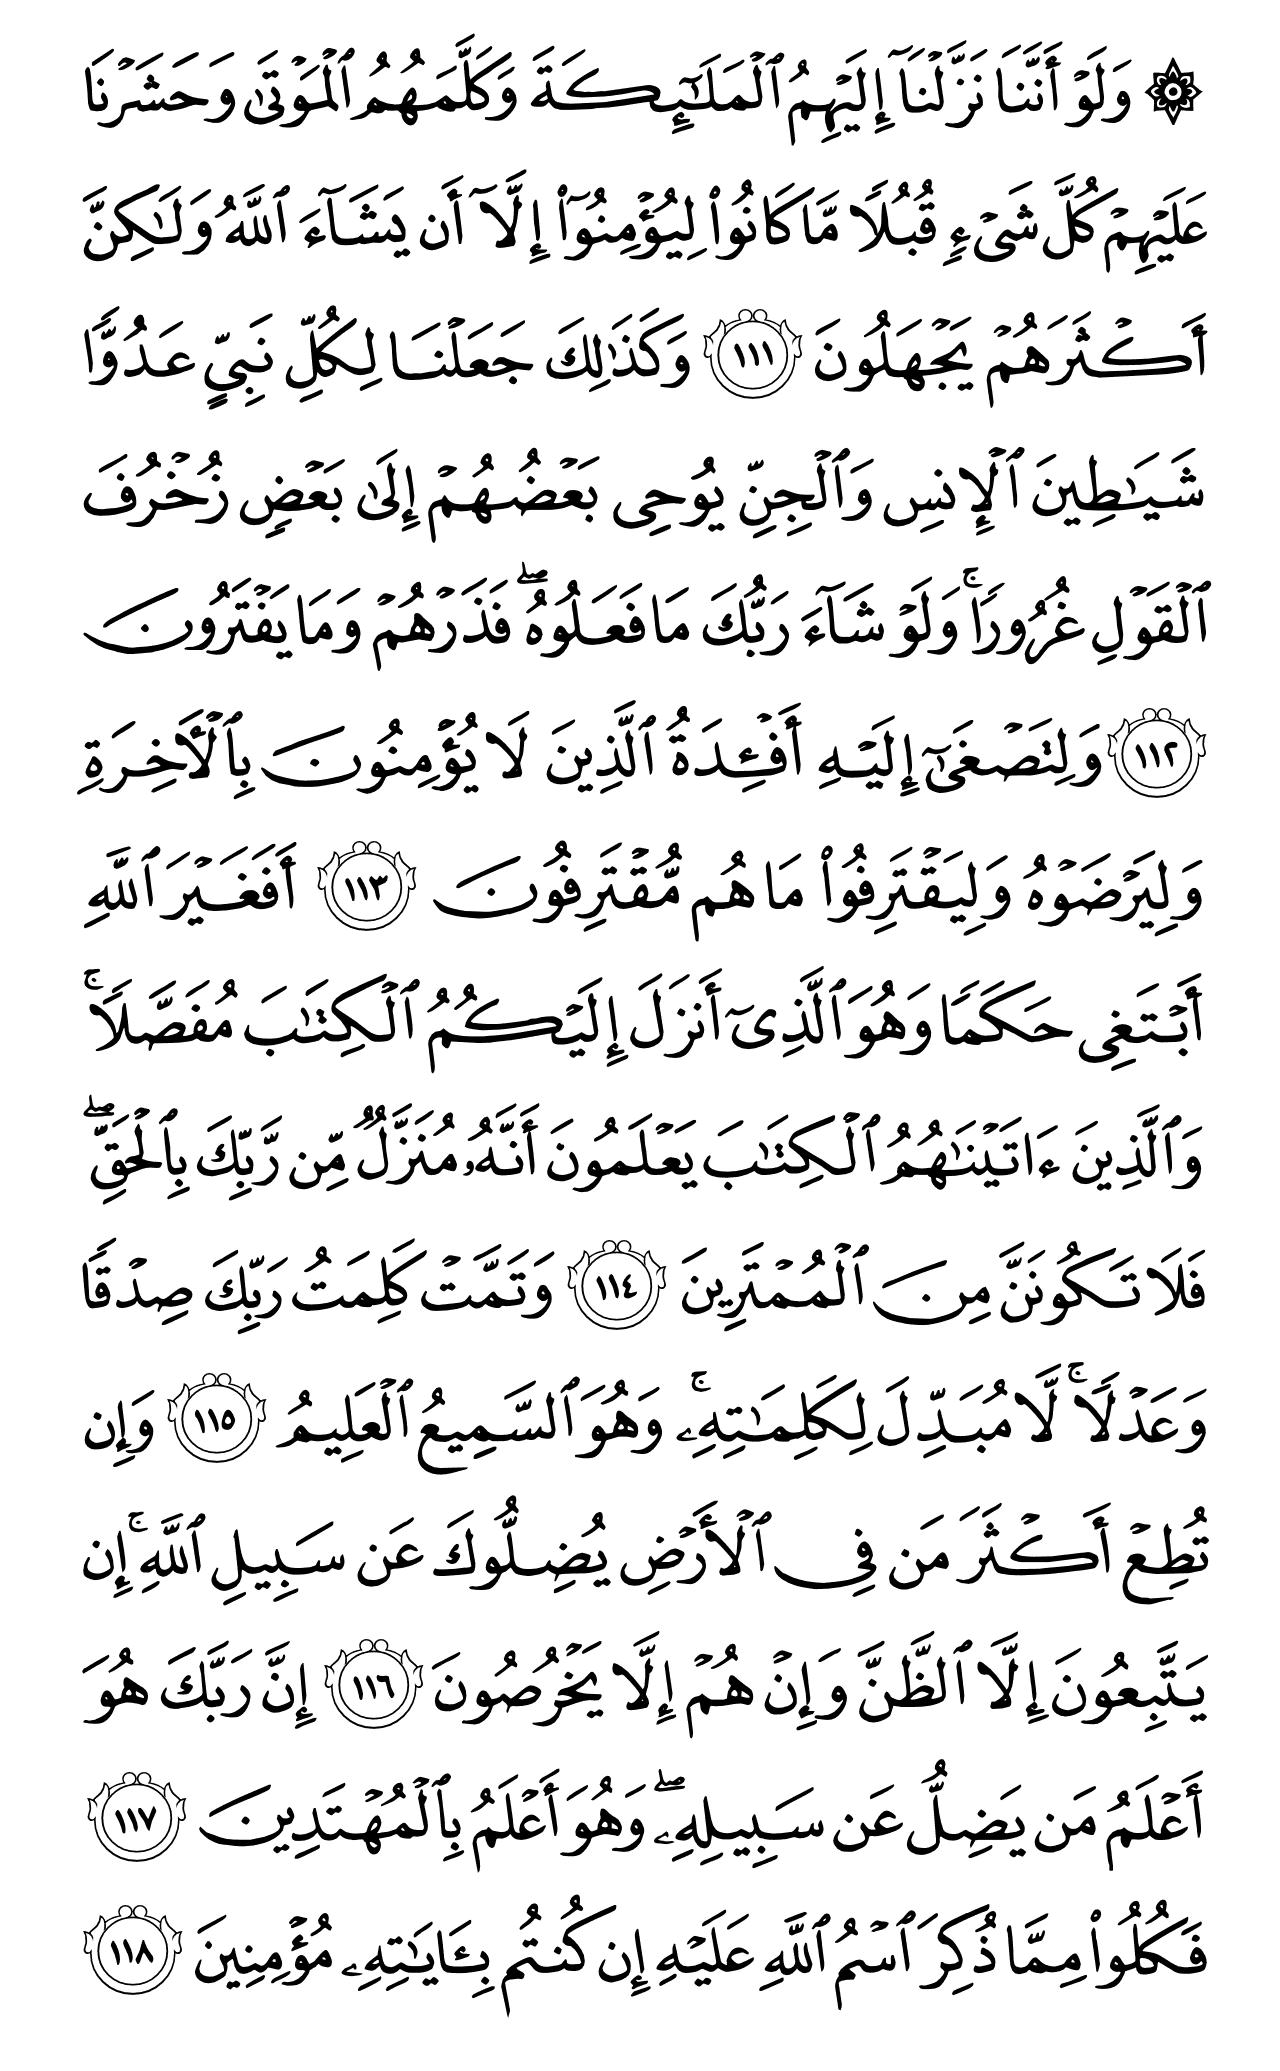 ۞ وَلَوْ أَنَّنَا نَزَّلْنَآ إِلَيْهِمُ ٱلْمَلَـٰٓئِكَةَ وَكَلَّمَهُمُ ٱلْمَوْتَىٰ وَحَشَرْنَا
عَلَيْهِمْ كُلَّ شَىْءٍ قُبُلًا مَّا كَانُوا۟ لِيُؤْمِنُوٓا۟ إِلَّآ أَن يَشَآءَ ٱللَّهُ وَلَـٰكِنَّ
أَكْثَرَهُمْ يَجْهَلُونَ ١١١ وَكَذَٰلِكَ جَعَلْنَا لِكُلِّ نَبِىٍّ عَدُوًّا
شَيَـٰطِينَ ٱلْإِنسِ وَٱلْجِنِّ يُوحِى بَعْضُهُمْ إِلَىٰ بَعْضٍ زُخْرُفَ
ٱلْقَوْلِ غُرُورًا ۚ وَلَوْ شَآءَ رَبُّكَ مَا فَعَلُوهُ ۖ فَذَرْهُمْ وَمَا يَفْتَرُونَ
١١٢ وَلِتَصْغَىٰٓ إِلَيْهِ أَفْـِٔدَةُ ٱلَّذِينَ لَا يُؤْمِنُونَ بِٱلْـَٔاخِرَةِ
وَلِيَرْضَوْهُ وَلِيَقْتَرِفُوا۟ مَا هُم مُّقْتَرِفُونَ ١١٣ أَفَغَيْرَ ٱللَّهِ
أَبْتَغِى حَكَمًا وَهُوَ ٱلَّذِىٓ أَنزَلَ إِلَيْكُمُ ٱلْكِتَـٰبَ مُفَصَّلًا ۚ
وَٱلَّذِينَ ءَاتَيْنَـٰهُمُ ٱلْكِتَـٰبَ يَعْلَمُونَ أَنَّهُۥ مُنَزَّلٌ مِّن رَّبِّكَ بِٱلْحَقِّ ۖ
فَلَا تَكُونَنَّ مِنَ ٱلْمُمْتَرِينَ ١١٤ وَتَمَّتْ كَلِمَتُ رَبِّكَ صِدْقًا
وَعَدْلًا ۚ لَّا مُبَدِّلَ لِكَلِمَـٰتِهِۦ ۚ وَهُوَ ٱلسَّمِيعُ ٱلْعَلِيمُ ١١٥ وَإِن
تُطِعْ أَكْثَرَ مَن فِى ٱلْأَرْضِ يُضِلُّوكَ عَن سَبِيلِ ٱللَّهِ ۚ إِن
يَتَّبِعُونَ إِلَّا ٱلظَّنَّ وَإِنْ هُمْ إِلَّا يَخْرُصُونَ ١١٦ إِنَّ رَبَّكَ هُوَ
أَعْلَمُ مَن يَضِلُّ عَن سَبِيلِهِۦ ۖ وَهُوَ أَعْلَمُ بِٱلْمُهْتَدِينَ ١١٧
فَكُلُوا۟ مِمَّا ذُكِرَ ٱسْمُ ٱللَّهِ عَلَيْهِ إِن كُنتُم بِـَٔايَـٰتِهِۦ مُؤْمِنِينَ ١١٨